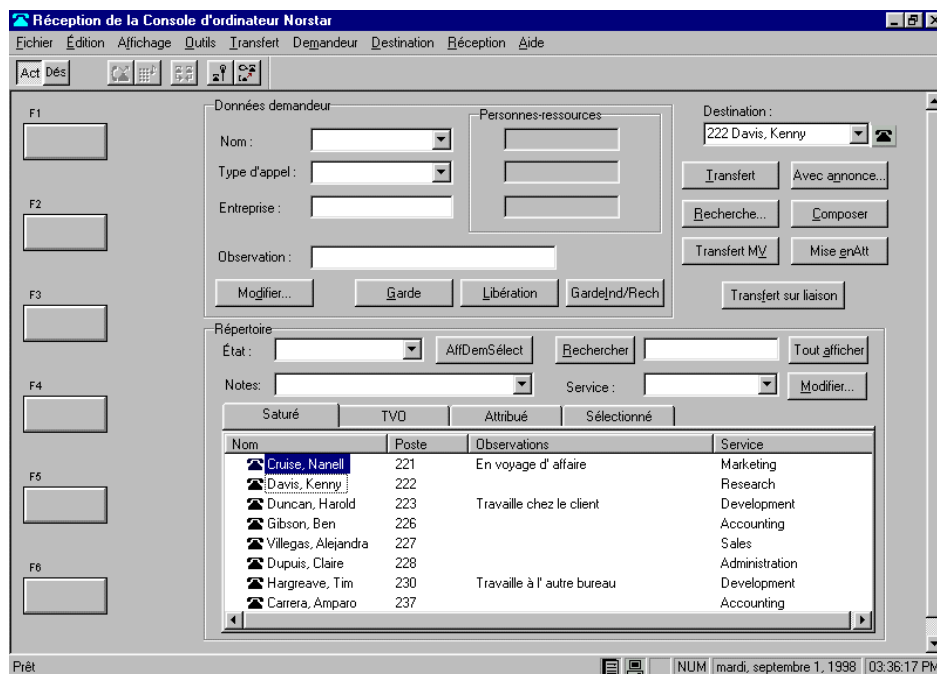 Réception de la Console d'ordinateur Norstar
Fichier Édition Affichage Outils Transfert Demandeur Destination Réception Aide
Act Dés
F1
F2
F3
F4
F5
F6
Données demandeur
Nom :
Type d'appel :
Entreprise :
Observation :
Personnes-ressources
Modifier... Garde Libération GardeInd/Rech
Destination :
222 Davis, Kenny
Transfert Avec annonce...
Recherche... Composer
Transfert MV Mise enAtt
Transfert sur liaison
Répertoire
État : AffDemSélect Rechercher Tout afficher
Notes: Service : Modifier...
Saturé TVO Attribué Sélectionné
Nom Poste Observations Service
Cruise, Nanell 221 En voyage d' affaire Marketing
Davis, Kenny 222 Research
Duncan, Harold 223 Travaille chez le client Development
Gibson, Ben 226 Accounting
Villegas, Alejandra 227 Sales
Dupuis, Claire 228 Administration
Hargreave, Tim 230 Travaille à l' autre bureau Development
Carrera, Amparo 237 Accounting
Prêt NUM mardi, septembre 1, 1998 03:36:17 PM